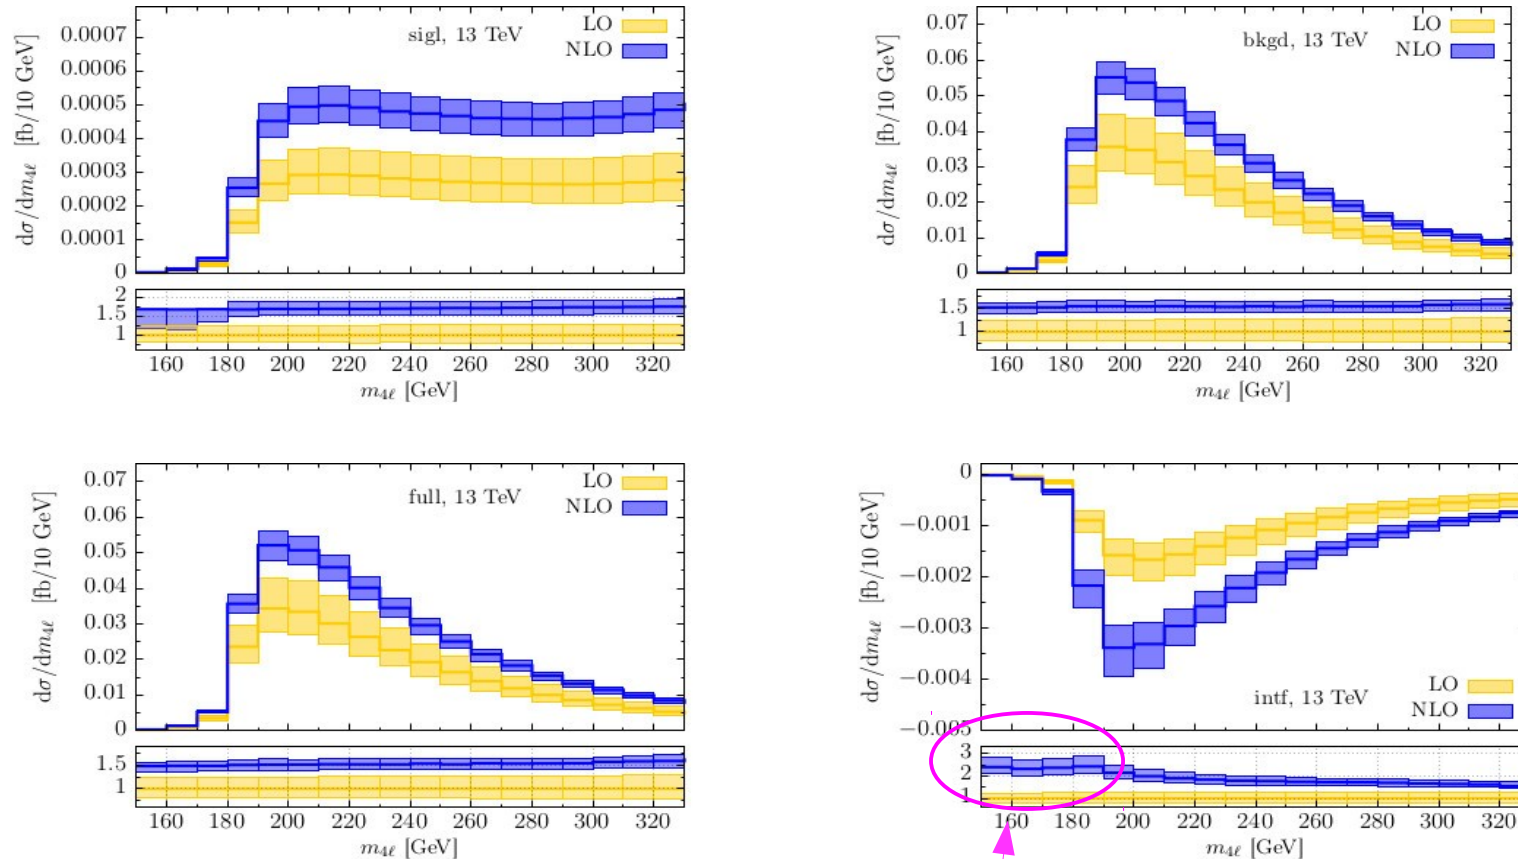 0.0007
0.0006
0.0005
0.0004
0.0003
0.0002
0.0001
0
dσ/dm4ℓ [fb/10 GeV]
sigl, 13 TeV
LO
NLO
2
1.5
1
160 180 200 220 240 260 280 300 320
m4ℓ [GeV]
0.07
0.06
0.05
0.04
0.03
0.02
0.01
0
dσ/dm4ℓ [fb/10 GeV]
bkgd, 13 TeV
LO
NLO
1.5
1
160 180 200 220 240 260 280 300 320
m4ℓ [GeV]
0.07
0.06
0.05
0.04
0.03
0.02
0.01
0
dσ/dm4ℓ [fb/10 GeV]
full, 13 TeV
LO
NLO
1.5
1
160 180 200 220 240 260 280 300 320
m4ℓ [GeV]
0
−0.001
−0.002
−0.003
−0.004
−0.005
dσ/dm4ℓ [fb/10 GeV]
intf, 13 TeV
LO
NLO
3
2
1
160 180 200 220 240 260 280 300 320
m4ℓ [GeV]